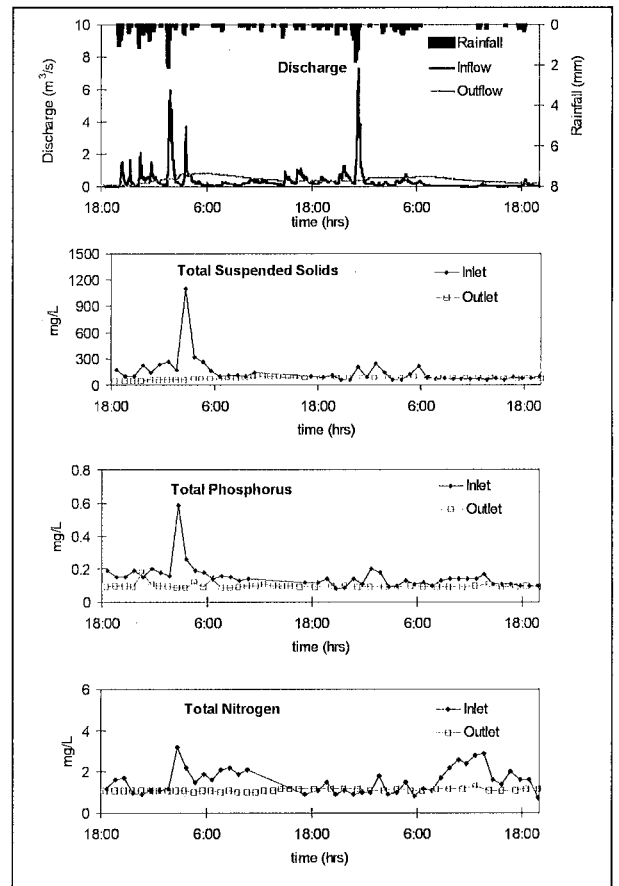 Discharge
Discharge (m³/s)
10
8
6
4
2
0
Rainfall
Inflow
Outflow
0
2
4
6
8
Rainfall (mm)
18:00 6:00 18:00 6:00 18:00
time (hrs)
Total Suspended Solids
mg/L
1500
1200
900
600
300
0
Inlet
Outlet
18:00 6:00 18:00 6:00 18:00
time (hrs)
Total Phosphorus
mg/L
0.8
0.6
0.4
0.2
0
Inlet
Outlet
18:00 6:00 18:00 6:00 18:00
time (hrs)
Total Nitrogen
mg/L
6
4
2
0
Inlet
Outlet
18:00 6:00 18:00 6:00 18:00
time (hrs)